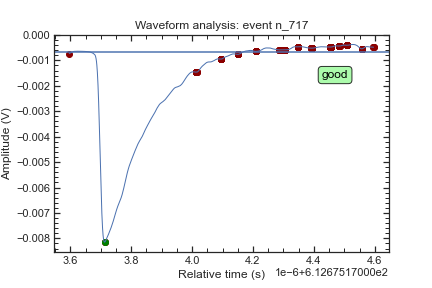 Waveform analysis: event n_717
Amplitude (V)
0.000
−0.001
−0.002
−0.003
−0.004
−0.005
−0.006
−0.007
−0.008
good
3.6 3.8 4.0 4.2 4.4 4.6
Relative time (s)
1e−6+6.1267517000e2